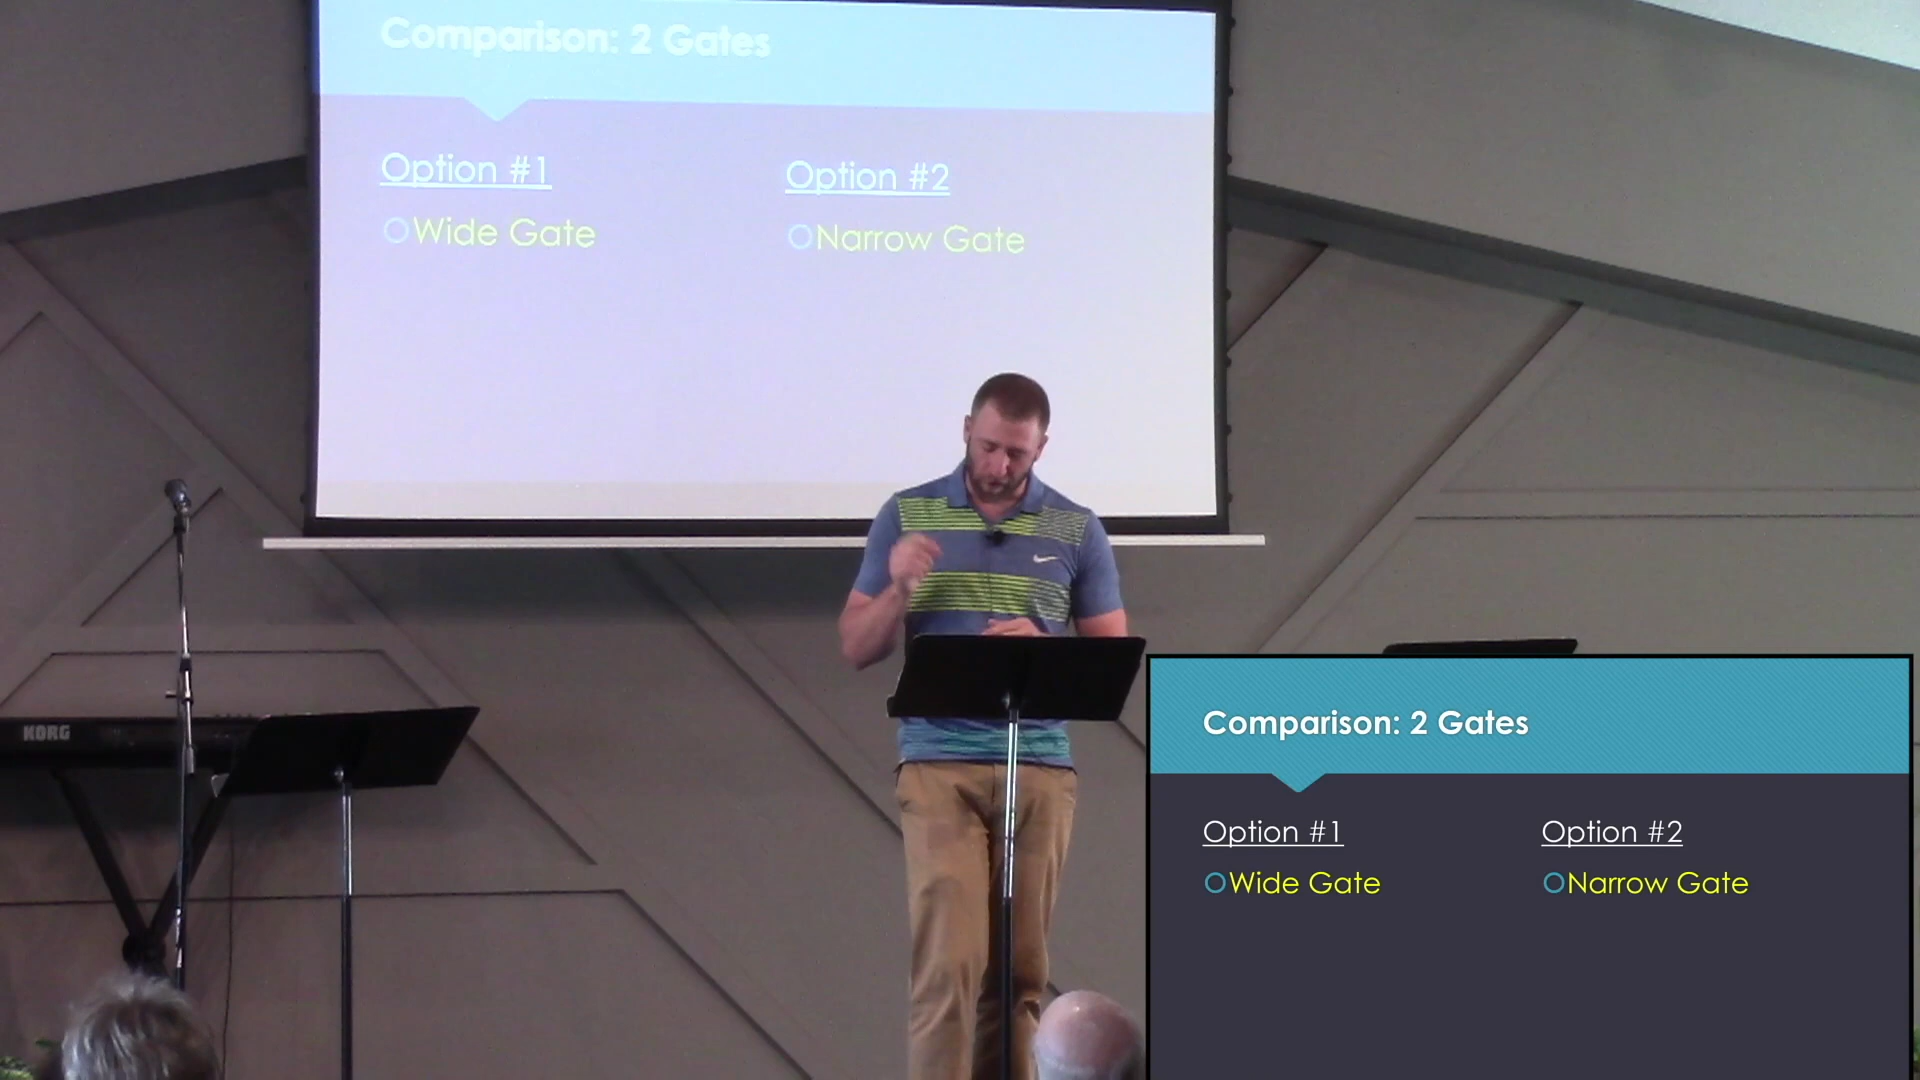 Comparison: 2 Gates
Option #1
Option #2
Wide Gate
Narrow Gate
KORG
Comparison: 2 Gates
Option #1
Option #2
Wide Gate
Narrow Gate